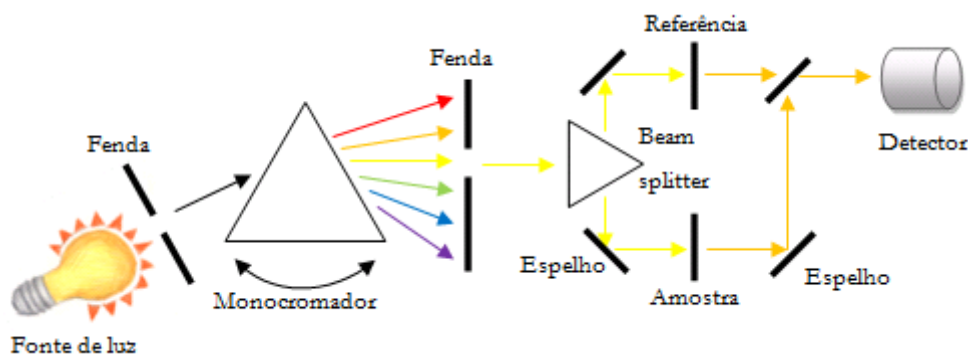 Referência
Fenda
Fenda
Beam
splitter
Detector
Espelho
Espelho
Monocromador
Amostra
Fonte de luz